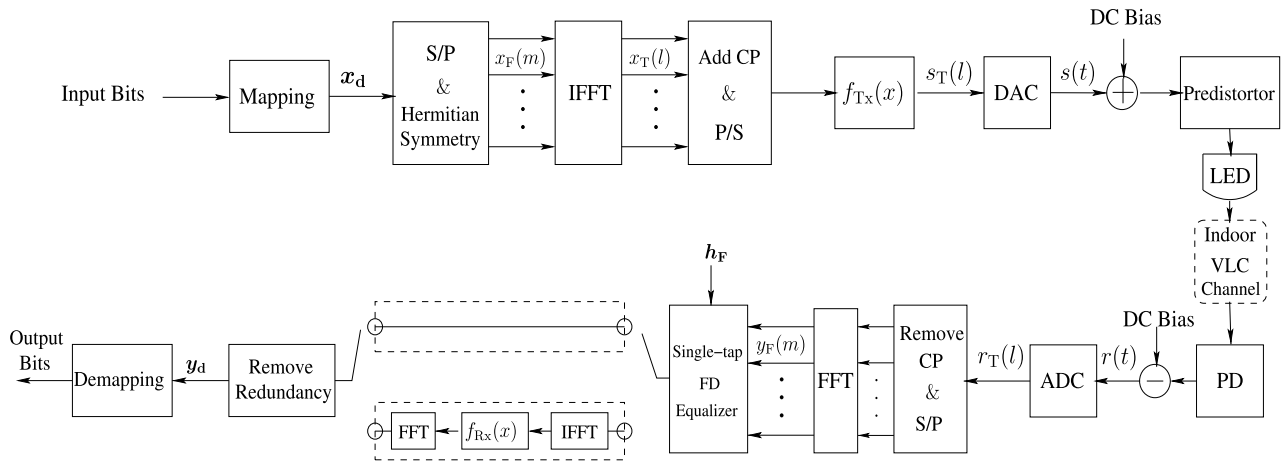 Input Bits
Mapping
x_d
S/P
&
Hermitian
Symmetry
x_F(m)
IFFT
x_T(l)
Add CP
&
P/S
f_Tx(x)
s_T(l)
DAC
s(t)
DC Bias
+
Predistortor
LED
Indoor
VLC
Channel
PD
DC Bias
−
r(t)
ADC
r_T(l)
Remove
CP
&
S/P
FFT
y_F(m)
h_F
Single−tap
FD
Equalizer
IFFT
f_Rx(x)
FFT
Remove
Redundancy
y_d
Demapping
Output
Bits